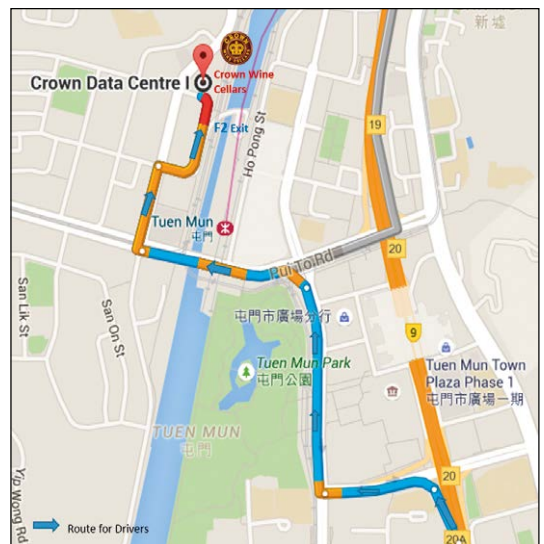 新墟
CROWN
Crown Data Centre I
Crown Wine
Cellars
F2 Exit
Ho Pong St
19
Tuen Mun
屯門
20
Pui To Rd
San Lik St
San On St
屯門市廣場分行
9
Tuen Mun Park
屯門公園
Tuen Mun Town
Plaza Phase 1
屯門市廣場一期
TUEN MUN
屯門
Yip Wong Rd
20
Route for Drivers
20A